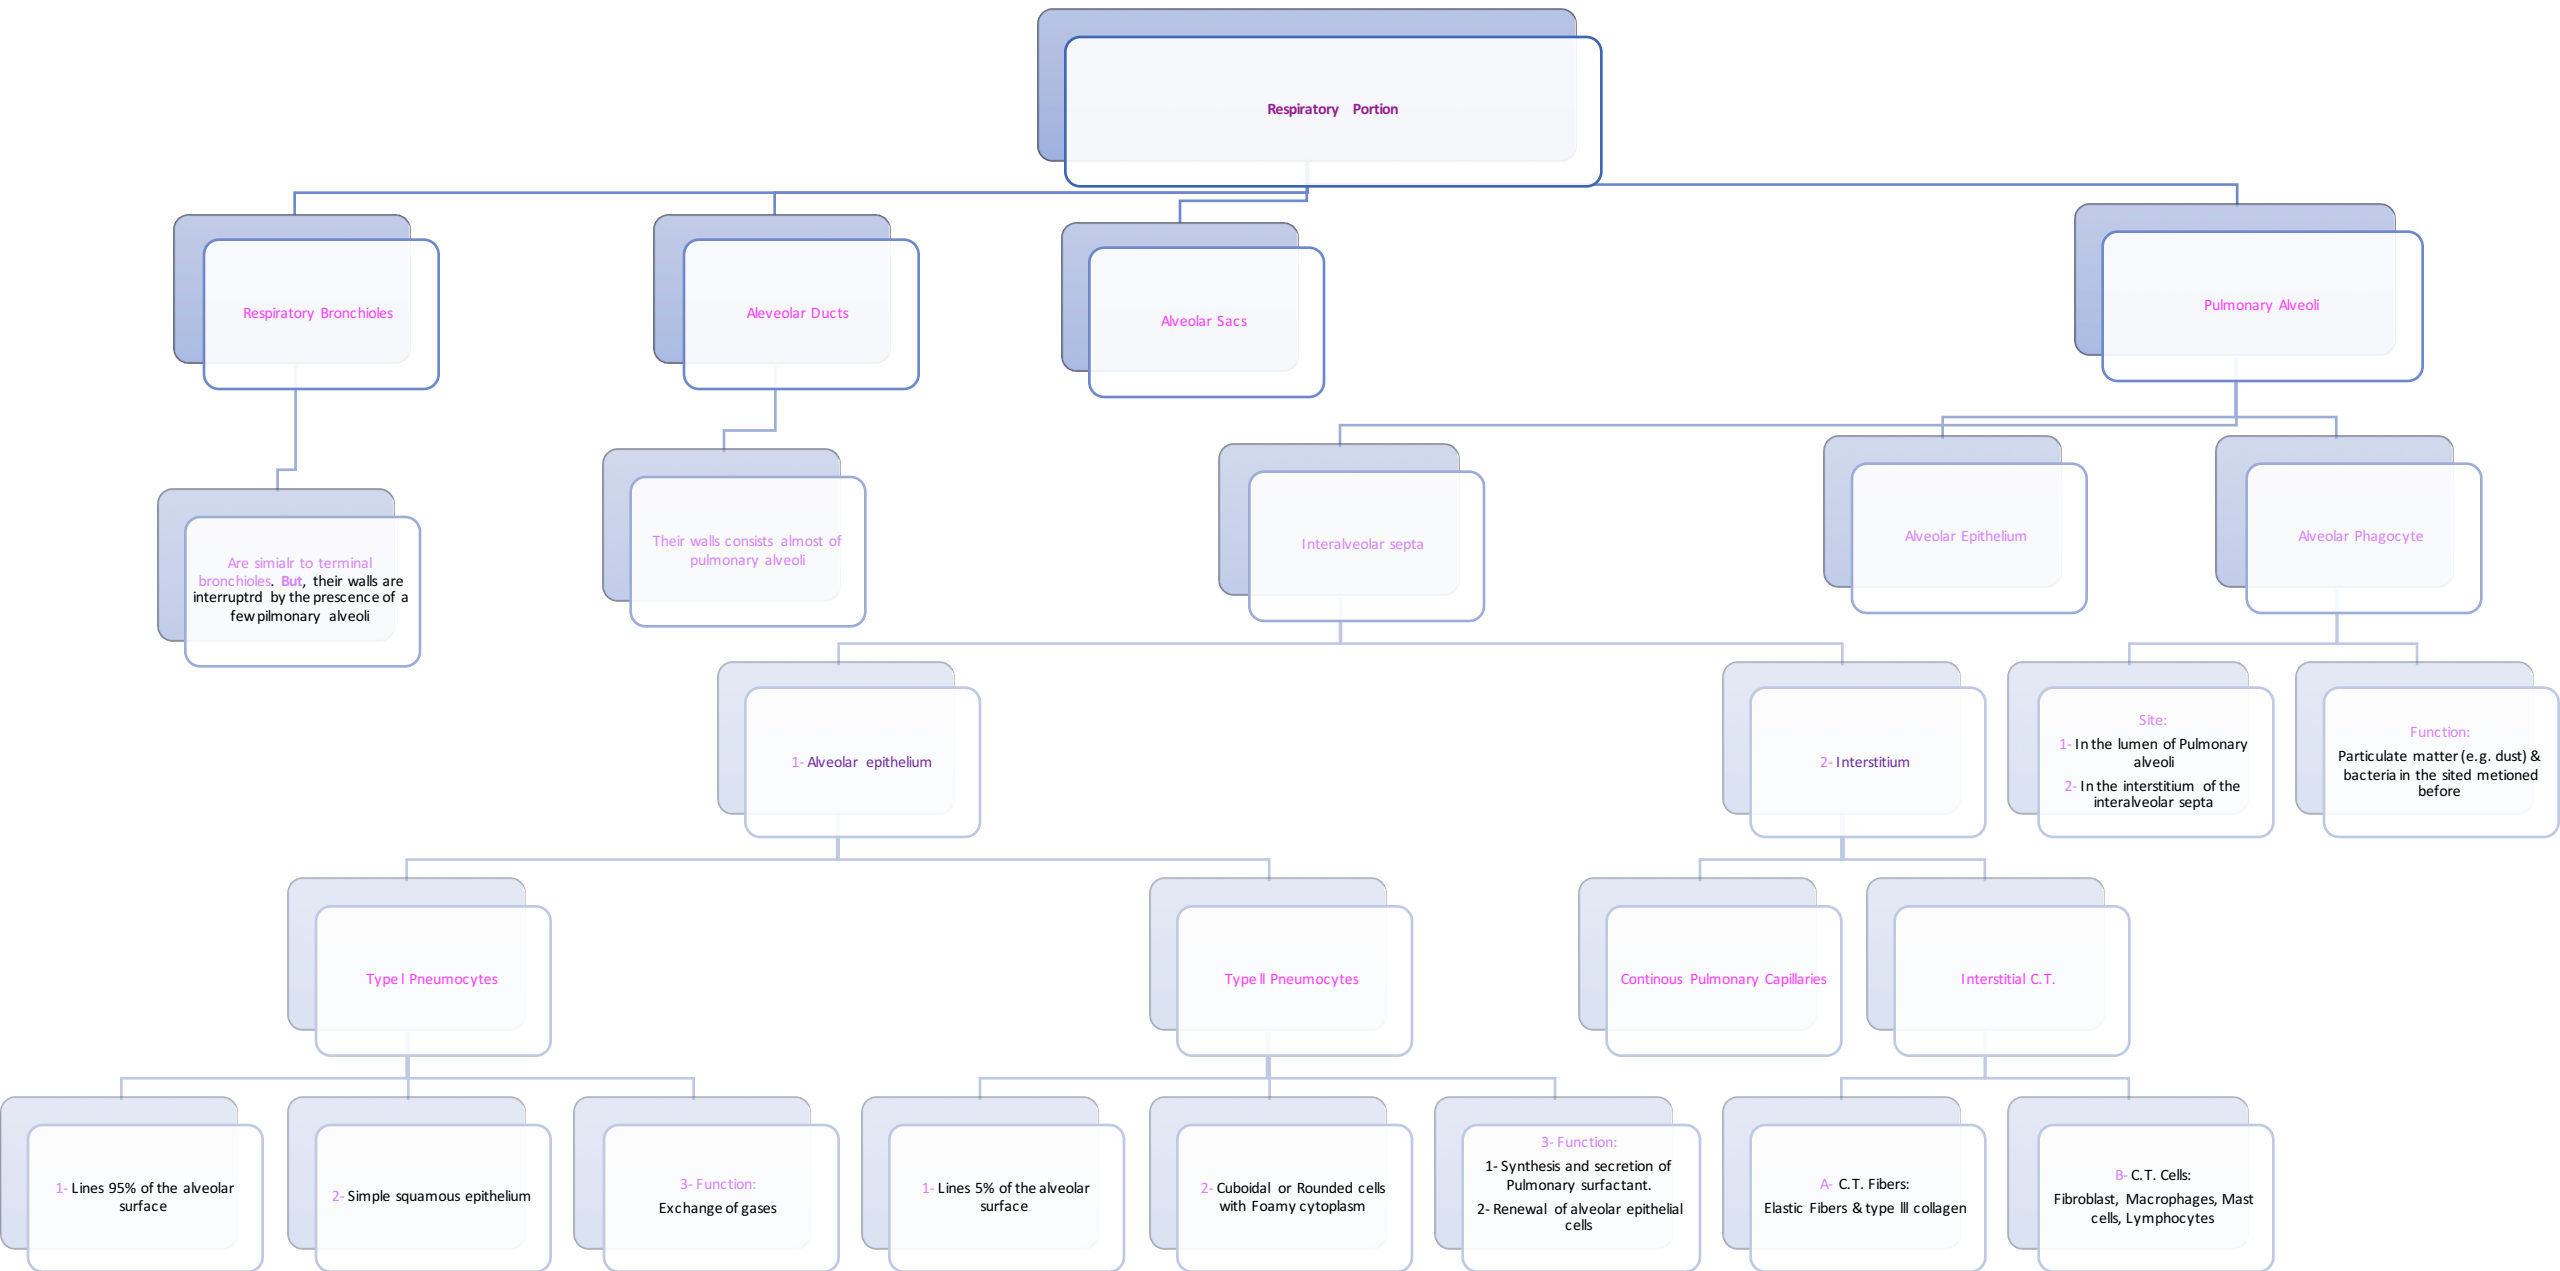 Respiratory Portion
Respiratory Bronchioles
Aleveolar Ducts
Alveolar Sacs
Pulmonary Alveoli
Are simialr to terminal
bronchioles. But, their walls are
interruptrd by the prescence of a
few pilmonary alveoli
Their walls consists almost of
pulmonary alveoli
Interalveolar septa
Alveolar Epithelium
Alveolar Phagocyte
1- Alveolar epithelium
2- Interstitium
Site:
1- In the lumen of Pulmonary
alveoli
2- In the interstitium of the
interalveolar septa
Function:
Particulate matter (e.g. dust) &
bacteria in the sited metioned
before
Type I Pneumocytes
Type II Pneumocytes
Continous Pulmonary Capillaries
Interstitial C.T.
1- Lines 95% of the alveolar
surface
2- Simple squamous epithelium
3- Function:
Exchange of gases
1- Lines 5% of the alveolar
surface
2- Cuboidal or Rounded cells
with Foamy cytoplasm
3- Function:
1- Synthesis and secretion of
Pulmonary surfactant.
2- Renewal of alveolar epithelial
cells
A- C.T. Fibers:
Elastic Fibers & type III collagen
B- C.T. Cells:
Fibroblast, Macrophages, Mast
cells, Lymphocytes